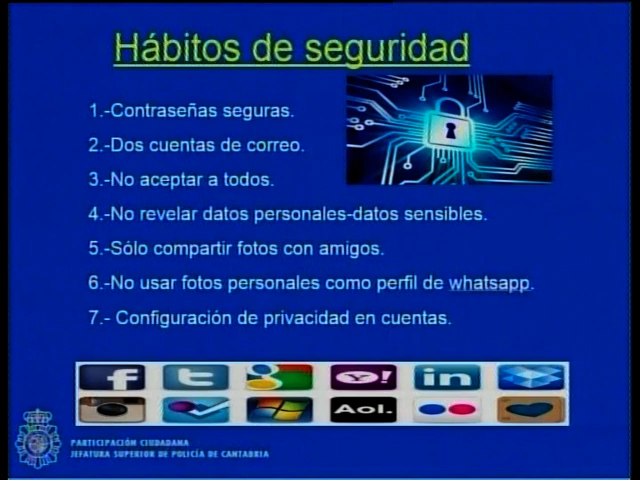 Hábitos de seguridad
1.-Contraseñas seguras.
2.-Dos cuentas de correo.
3.-No aceptar a todos.
4.-No revelar datos personales-datos sensibles.
5.-Sólo compartir fotos con amigos.
6.-No usar fotos personales como perfil de whatsapp.
7.- Configuración de privacidad en cuentas.
f t g Y! in
Aol.
PARTICIPACIÓN CIUDADANA
JEFATURA SUPERIOR DE POLICÍA DE CANTABRIA